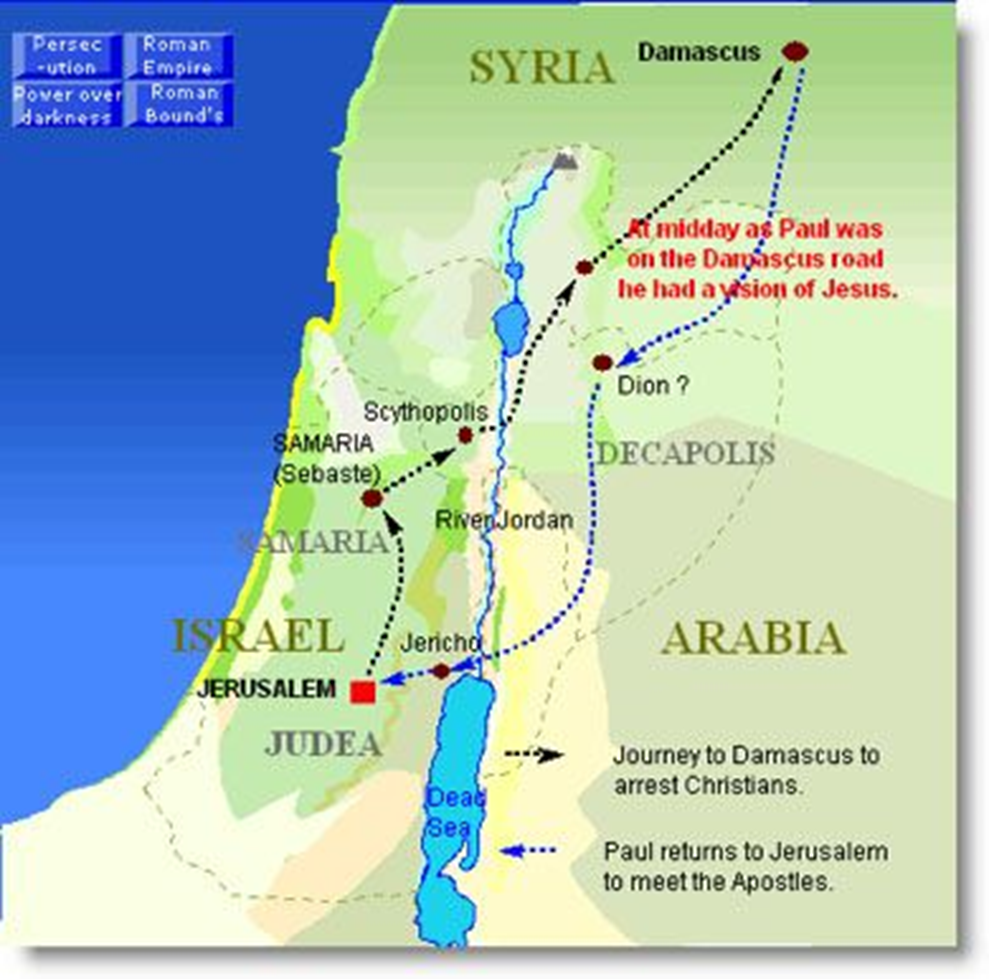 Persec
-ution
Roman
Empire
Power over
darkness
Roman
Bound's
SYRIA
Damascus
At midday as Paul was
on the Damascus road
he had a vision of Jesus.
Dion ?
Scythopolis
SAMARIA
(Sebaste)
DECAPOLIS
River Jordan
SAMARIA
ISRAEL
Jericho
ARABIA
JERUSALEM
JUDEA
Journey to Damascus to
arrest Christians.
Dead
Sea
Paul returns to Jerusalem
to meet the Apostles.